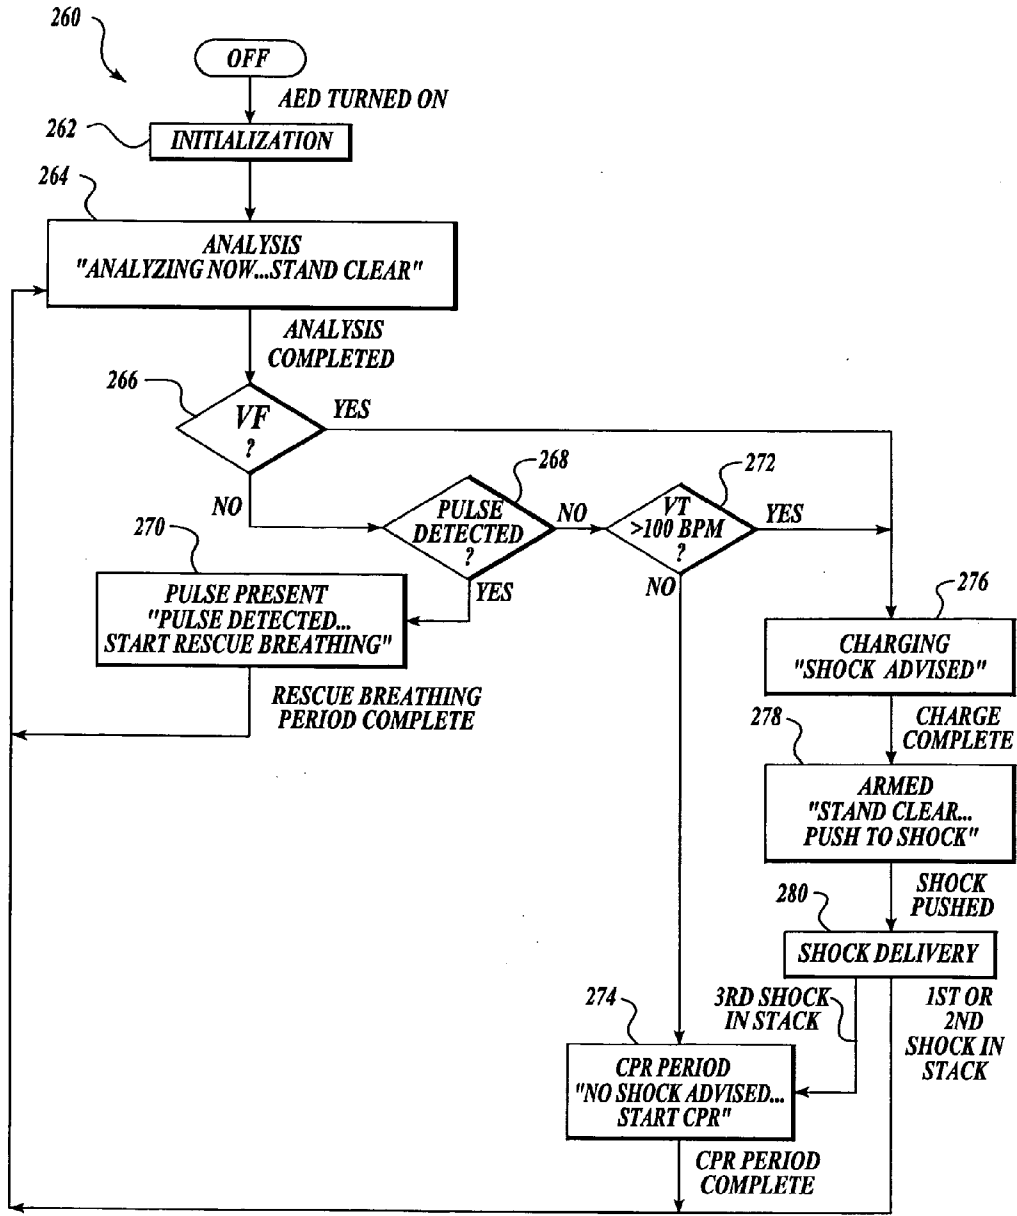 260
OFF
AED TURNED ON
262
INITIALIZATION
264
ANALYSIS
"ANALYZING NOW...STAND CLEAR"
ANALYSIS
COMPLETED
266
VF
?
YES
NO
268
PULSE
DETECTED
?
NO
YES
272
VT
>100 BPM
?
YES
NO
270
PULSE PRESENT
"PULSE DETECTED...
START RESCUE BREATHING"
RESCUE BREATHING
PERIOD COMPLETE
276
CHARGING
"SHOCK ADVISED"
CHARGE
COMPLETE
278
ARMED
"STAND CLEAR...
PUSH TO SHOCK"
SHOCK
PUSHED
280
SHOCK DELIVERY
3RD SHOCK
IN STACK
1ST OR
2ND
SHOCK IN
STACK
274
CPR PERIOD
"NO SHOCK ADVISED...
START CPR"
CPR PERIOD
COMPLETE